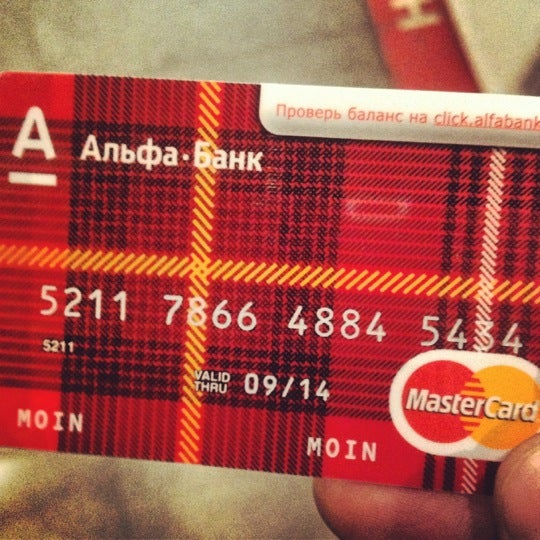 Проверь баланс на click.alfabank
А Альфа·Банк
5211 7866 4884 5434
5211
VALID THRU 09/14
MasterCard
MOIN
MOIN